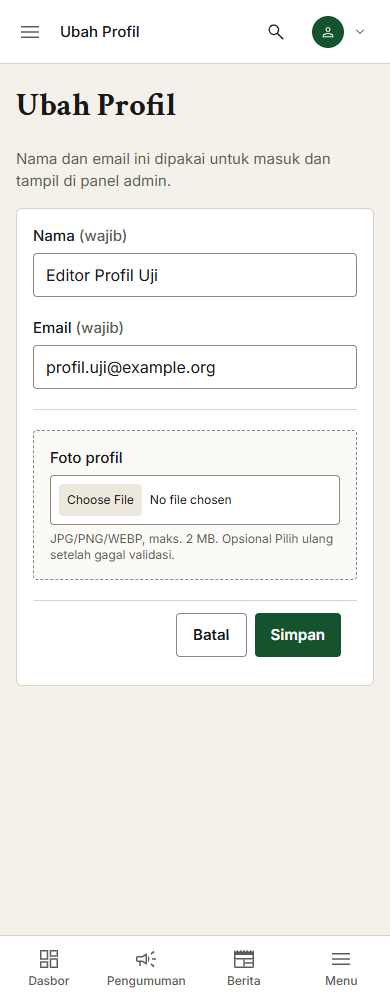 Ubah Profil
Ubah Profil
Nama dan email ini dipakai untuk masuk dan
tampil di panel admin.
Nama (wajib)
Editor Profil Uji
Email (wajib)
profil.uji@example.org
Foto profil
Choose File No file chosen
JPG/PNG/WEBP, maks. 2 MB. Opsional Pilih ulang
setelah gagal validasi.
Batal Simpan
Dasbor Pengumuman Berita Menu